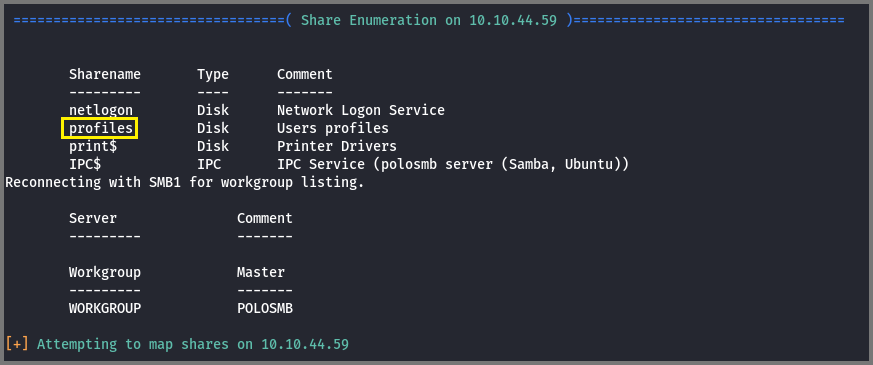 ==================================( Share Enumeration on 10.10.44.59 )==================================
Sharename Type Comment
--------- ---- -------
netlogon Disk Network Logon Service
profiles Disk Users profiles
print$ Disk Printer Drivers
IPC$ IPC IPC Service (polosmb server (Samba, Ubuntu))
Reconnecting with SMB1 for workgroup listing.
Server Comment
--------- -------
Workgroup Master
--------- -------
WORKGROUP POLOSMB
[+] Attempting to map shares on 10.10.44.59